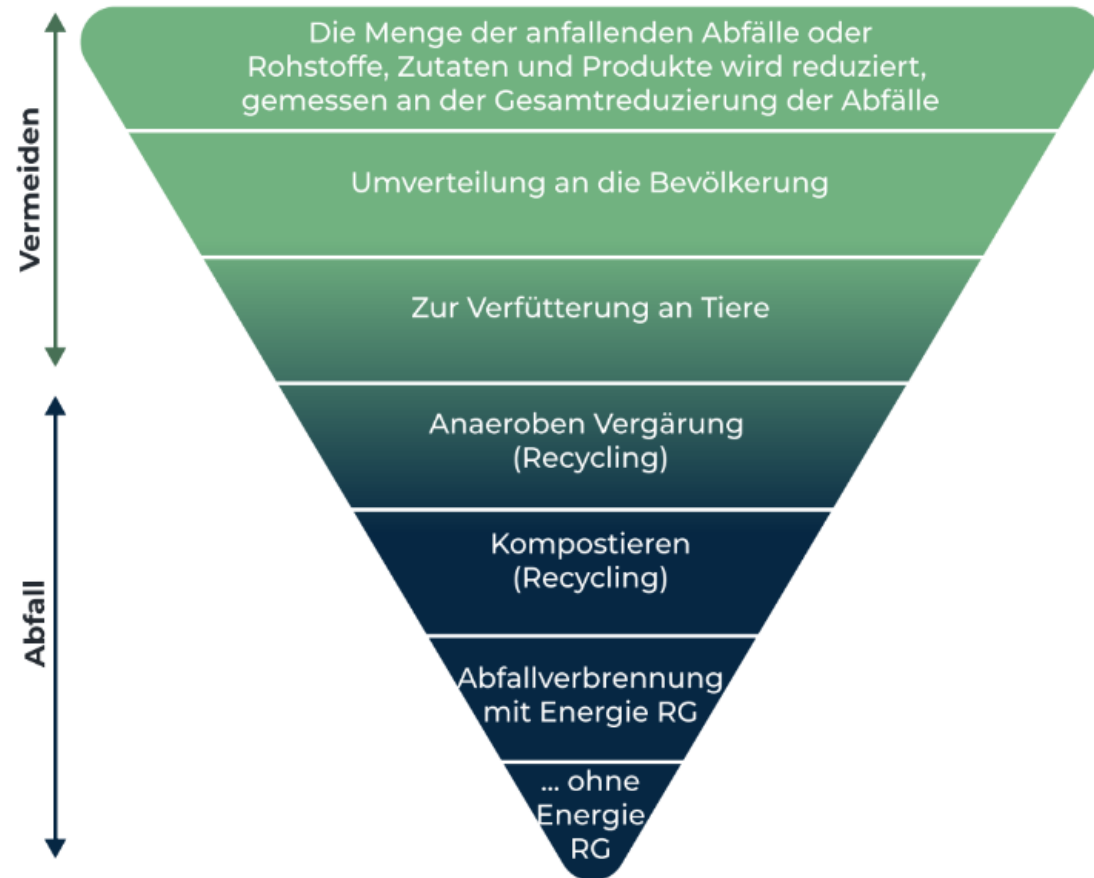 Vermeiden
Die Menge der anfallenden Abfälle oder
Rohstoffe, Zutaten und Produkte wird reduziert,
gemessen an der Gesamtreduzierung der Abfälle
Umverteilung an die Bevölkerung
Zur Verfütterung an Tiere
Abfall
Anaeroben Vergärung
(Recycling)
Kompostieren
(Recycling)
Abfallverbrennung
mit Energie RG
... ohne
Energie
RG